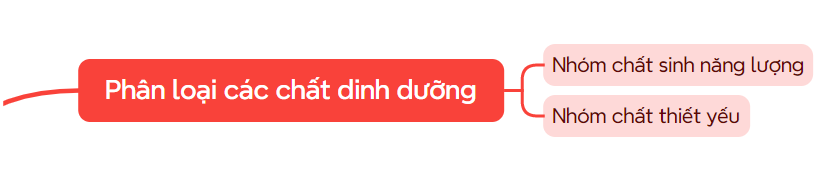 Phân loại các chất dinh dưỡng
Nhóm chất sinh năng lượng
Nhóm chất thiết yếu